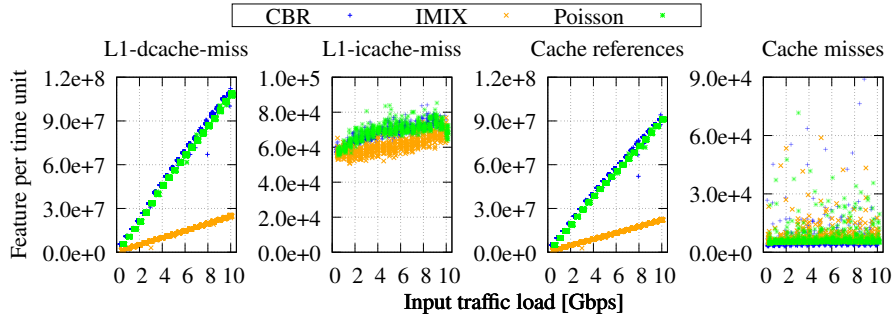 CBR IMIX Poisson
L1-dcache-miss L1-icache-miss Cache references Cache misses
Feature per time unit
1.2e+8 1.0e+5 1.2e+8 9.0e+4
9.0e+7 8.0e+4 9.0e+7
6.0e+7 6.0e+4 6.0e+7 6.0e+4
3.0e+7 4.0e+4 3.0e+7 3.0e+4
2.0e+4
0.0e+0 0.0e+0 0.0e+0 0.0e+0
0 2 4 6 8 10 0 2 4 6 8 10 0 2 4 6 8 10 0 2 4 6 8 10
Input traffic load [Gbps]